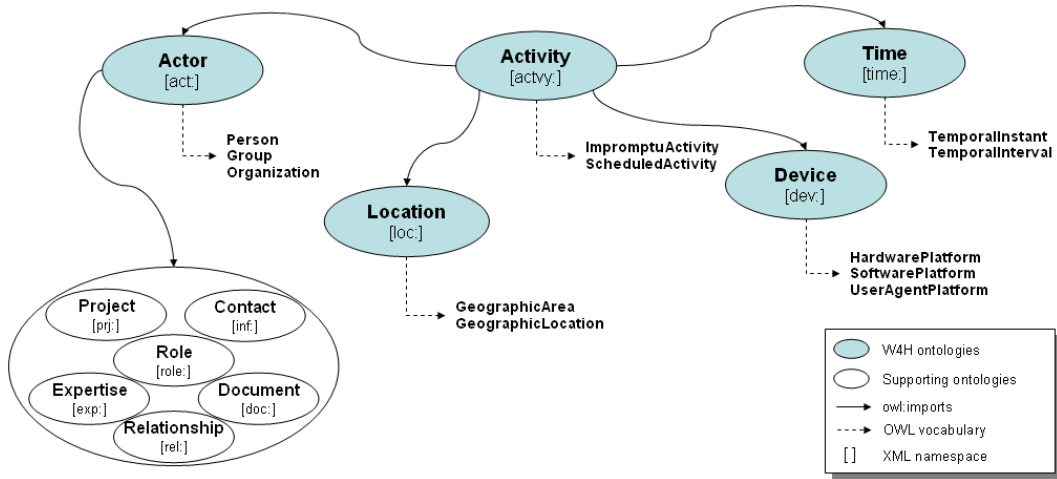 Actor
[act:]
Activity
[actvy:]
Time
[time:]
Person
Group
Organization
ImpromptuActivity
ScheduledActivity
TemporalInstant
TemporalInterval
Device
[dev:]
Location
[loc:]
HardwarePlatform
SoftwarePlatform
UserAgentPlatform
GeographicArea
GeographicLocation
Project
[prj:]
Contact
[inf:]
Role
[role:]
Expertise
[exp:]
Document
[doc:]
Relationship
[rel:]
W4H ontologies
Supporting ontologies
owl:imports
OWL vocabulary
[ ] XML namespace